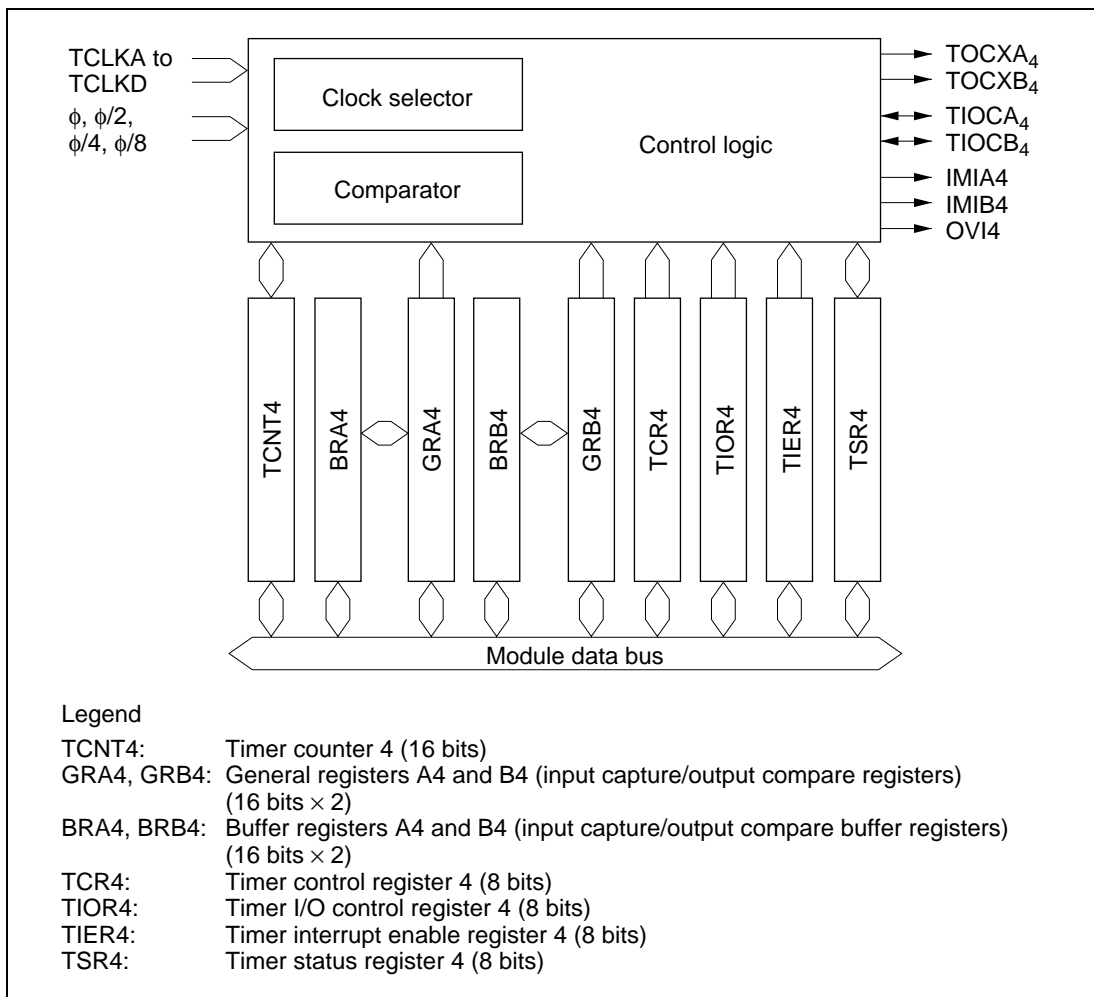 TCLKA to
TCLKD
ϕ, ϕ/2,
ϕ/4, ϕ/8
Clock selector
Comparator
Control logic
TOCXA4
TOCXB4
TIOCA4
TIOCB4
IMIA4
IMIB4
OVI4
TCNT4
BRA4
GRA4
BRB4
GRB4
TCR4
TIOR4
TIER4
TSR4
Module data bus
Legend
TCNT4: Timer counter 4 (16 bits)
GRA4, GRB4: General registers A4 and B4 (input capture/output compare registers)
(16 bits × 2)
BRA4, BRB4: Buffer registers A4 and B4 (input capture/output compare buffer registers)
(16 bits × 2)
TCR4: Timer control register 4 (8 bits)
TIOR4: Timer I/O control register 4 (8 bits)
TIER4: Timer interrupt enable register 4 (8 bits)
TSR4: Timer status register 4 (8 bits)